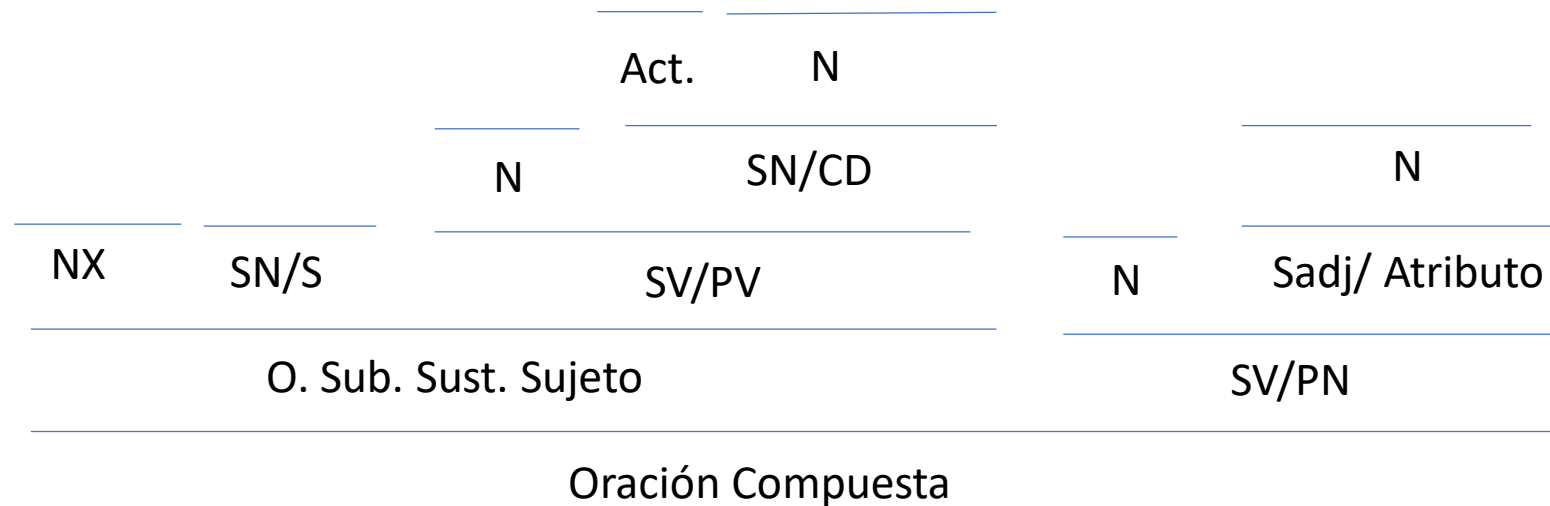 Act. N
N SN/CD N
NX SN/S SV/PV N Sadj/ Atributo
O. Sub. Sust. Sujeto SV/PN
Oración Compuesta